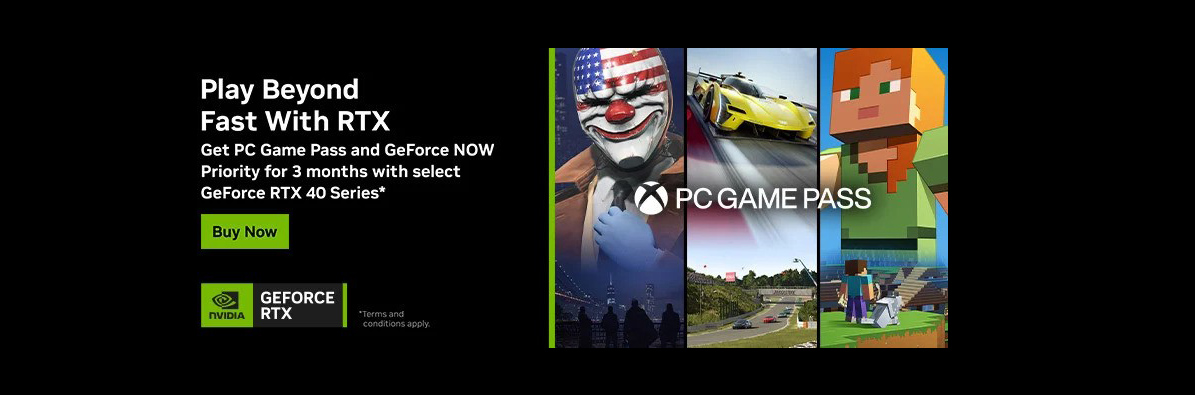 Play Beyond
Fast With RTX
Get PC Game Pass and GeForce NOW
Priority for 3 months with select
GeForce RTX 40 Series*
Buy Now
NVIDIA
GEFORCE
RTX
*Terms and
conditions apply.
PC GAME PASS